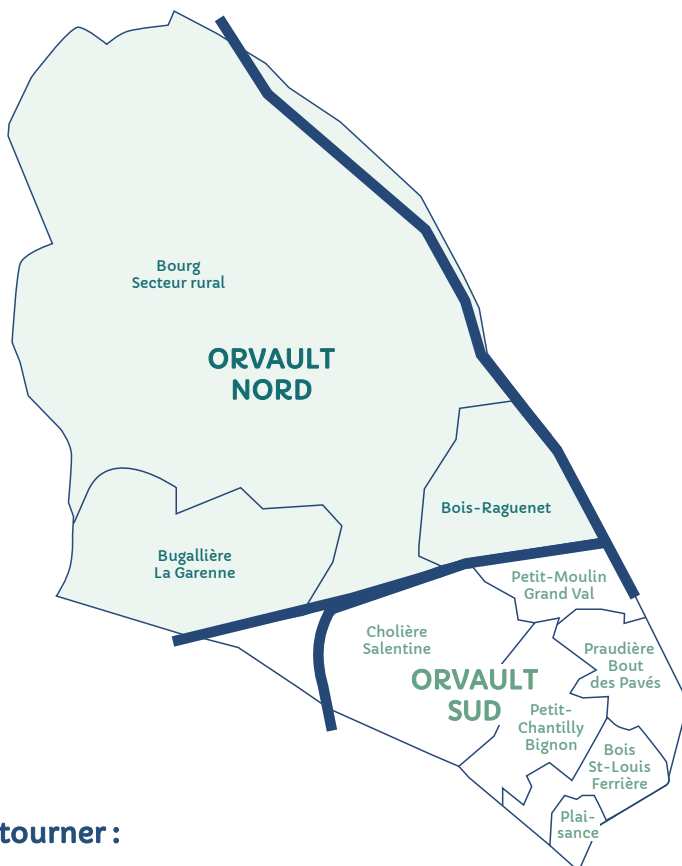 Bourg
Secteur rural
ORVAULT
NORD
Bois-Raguenet
Bugallière
La Garenne
Petit-Moulin
Grand Val
Cholière
Salentine
Praudière
Bout
des Pavés
ORVAULT
SUD
Petit-
Chantilly
Bignon
Bois
St-Louis
Ferrière
Plai-
sance
tourner :